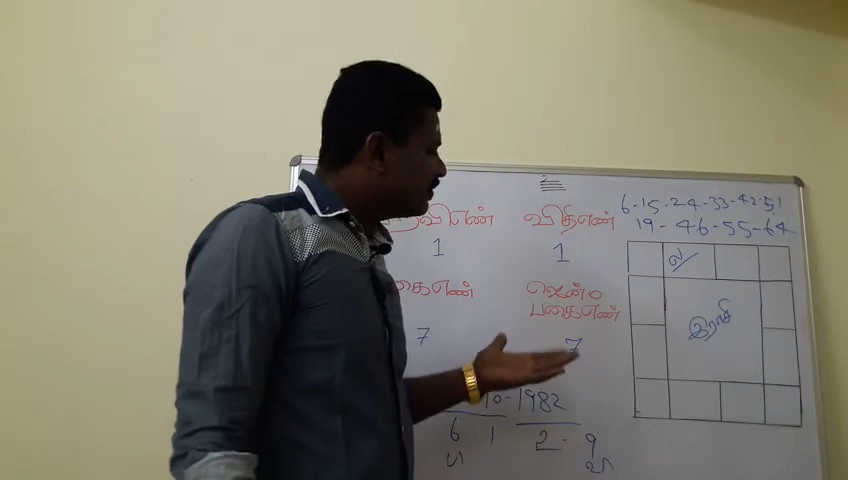 6-15-24-33-42-51
19-46-55-64
விதிஎண்
1
1
ல/
ஜென்ம
பகைஎண்
இராசி
7
7
10-1982
6 1 2-9